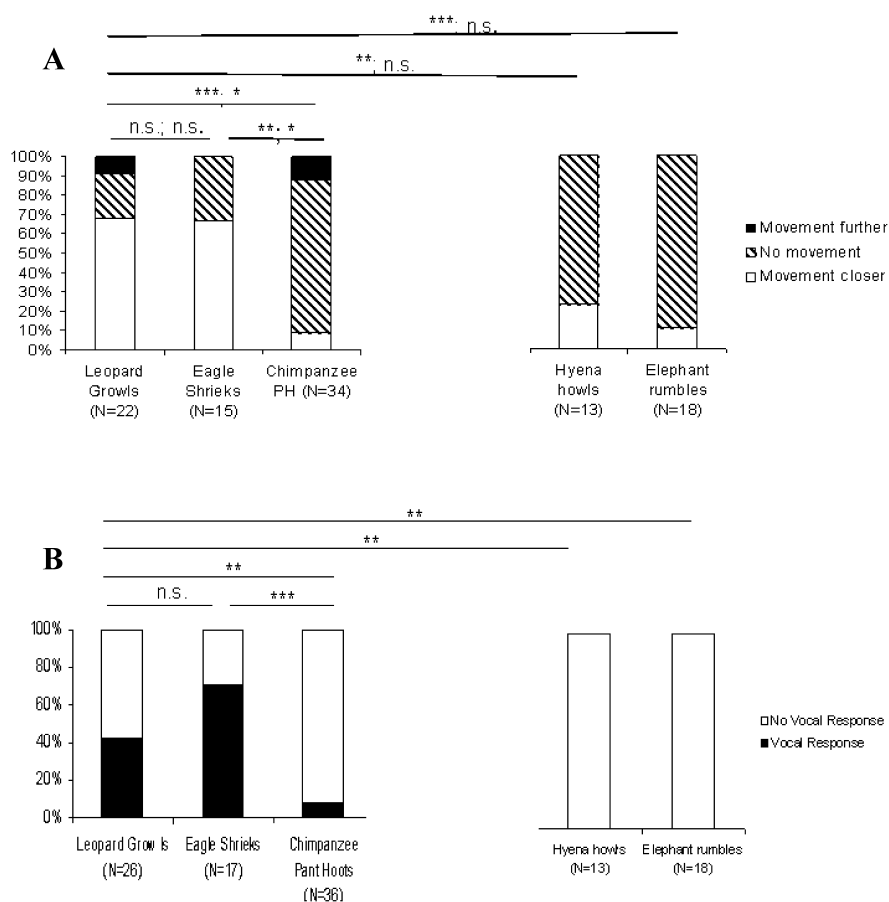 ***; n.s.
A
**; n.s.
***; *
n.s.; n.s.
**; *
100%
90%
80%
70%
60%
50%
40%
30%
20%
10%
0%
Movement further
No movement
Movement closer
Leopard
Growls
(N=22)
Eagle
Shrieks
(N=15)
Chimpanzee
PH (N=34)
Hyena
howls
(N=13)
Elephant
rumbles
(N=18)
**
**
B
**
n.s.
***
100%
80%
60%
40%
20%
0%
No Vocal Response
Vocal Response
Leopard Growls
(N=26)
Eagle Shrieks
(N=17)
Chimpanzee
Pant Hoots
(N=36)
Hyena howls
(N=13)
Elephant rumbles
(N=18)